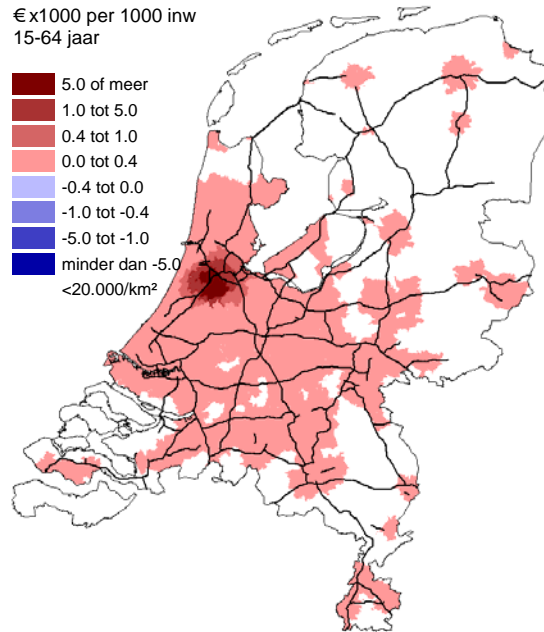 €x1000 per 1000 inw
15-64 jaar
5.0 of meer
1.0 tot 5.0
0.4 tot 1.0
0.0 tot 0.4
-0.4 tot 0.0
-1.0 tot -0.4
-5.0 tot -1.0
minder dan -5.0
<20.000/km²